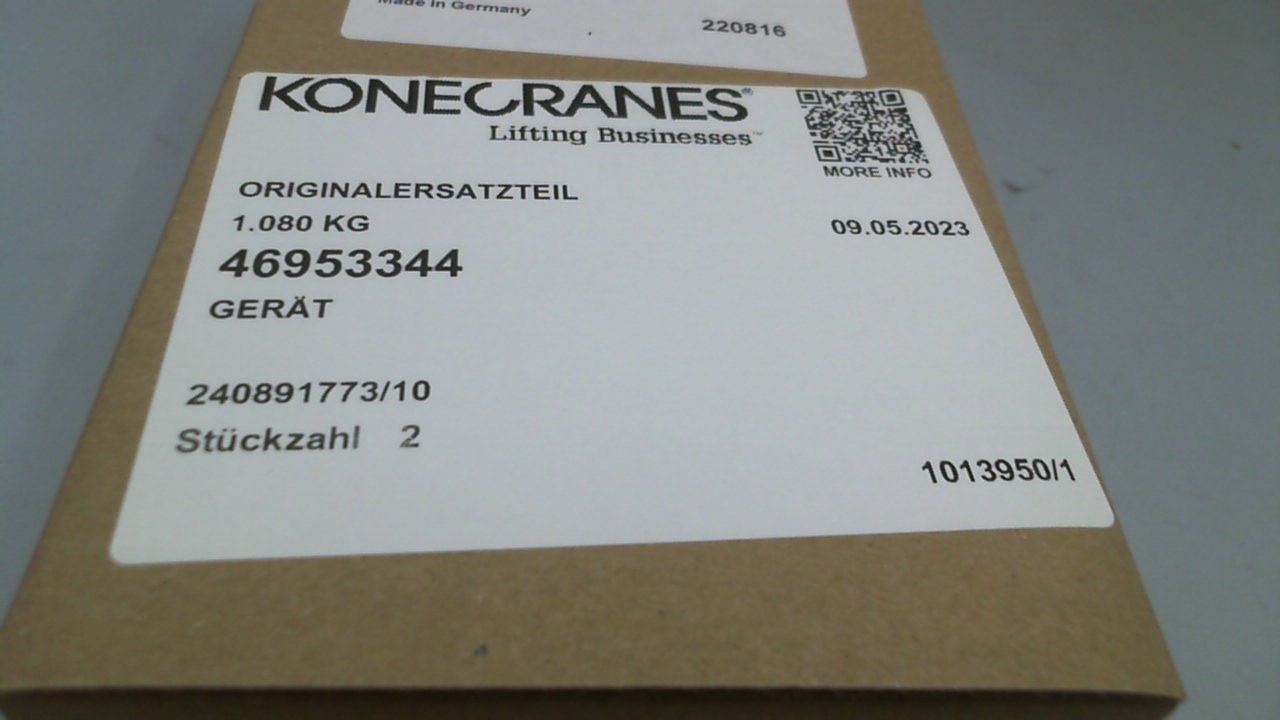 Made in Germany
220816
KONECRANES®
Lifting Businesses™
MORE INFO
ORIGINALERSATZTEIL
1.080 KG
09.05.2023
46953344
GERÄT
240891773/10
Stückzahl 2
1013950/1